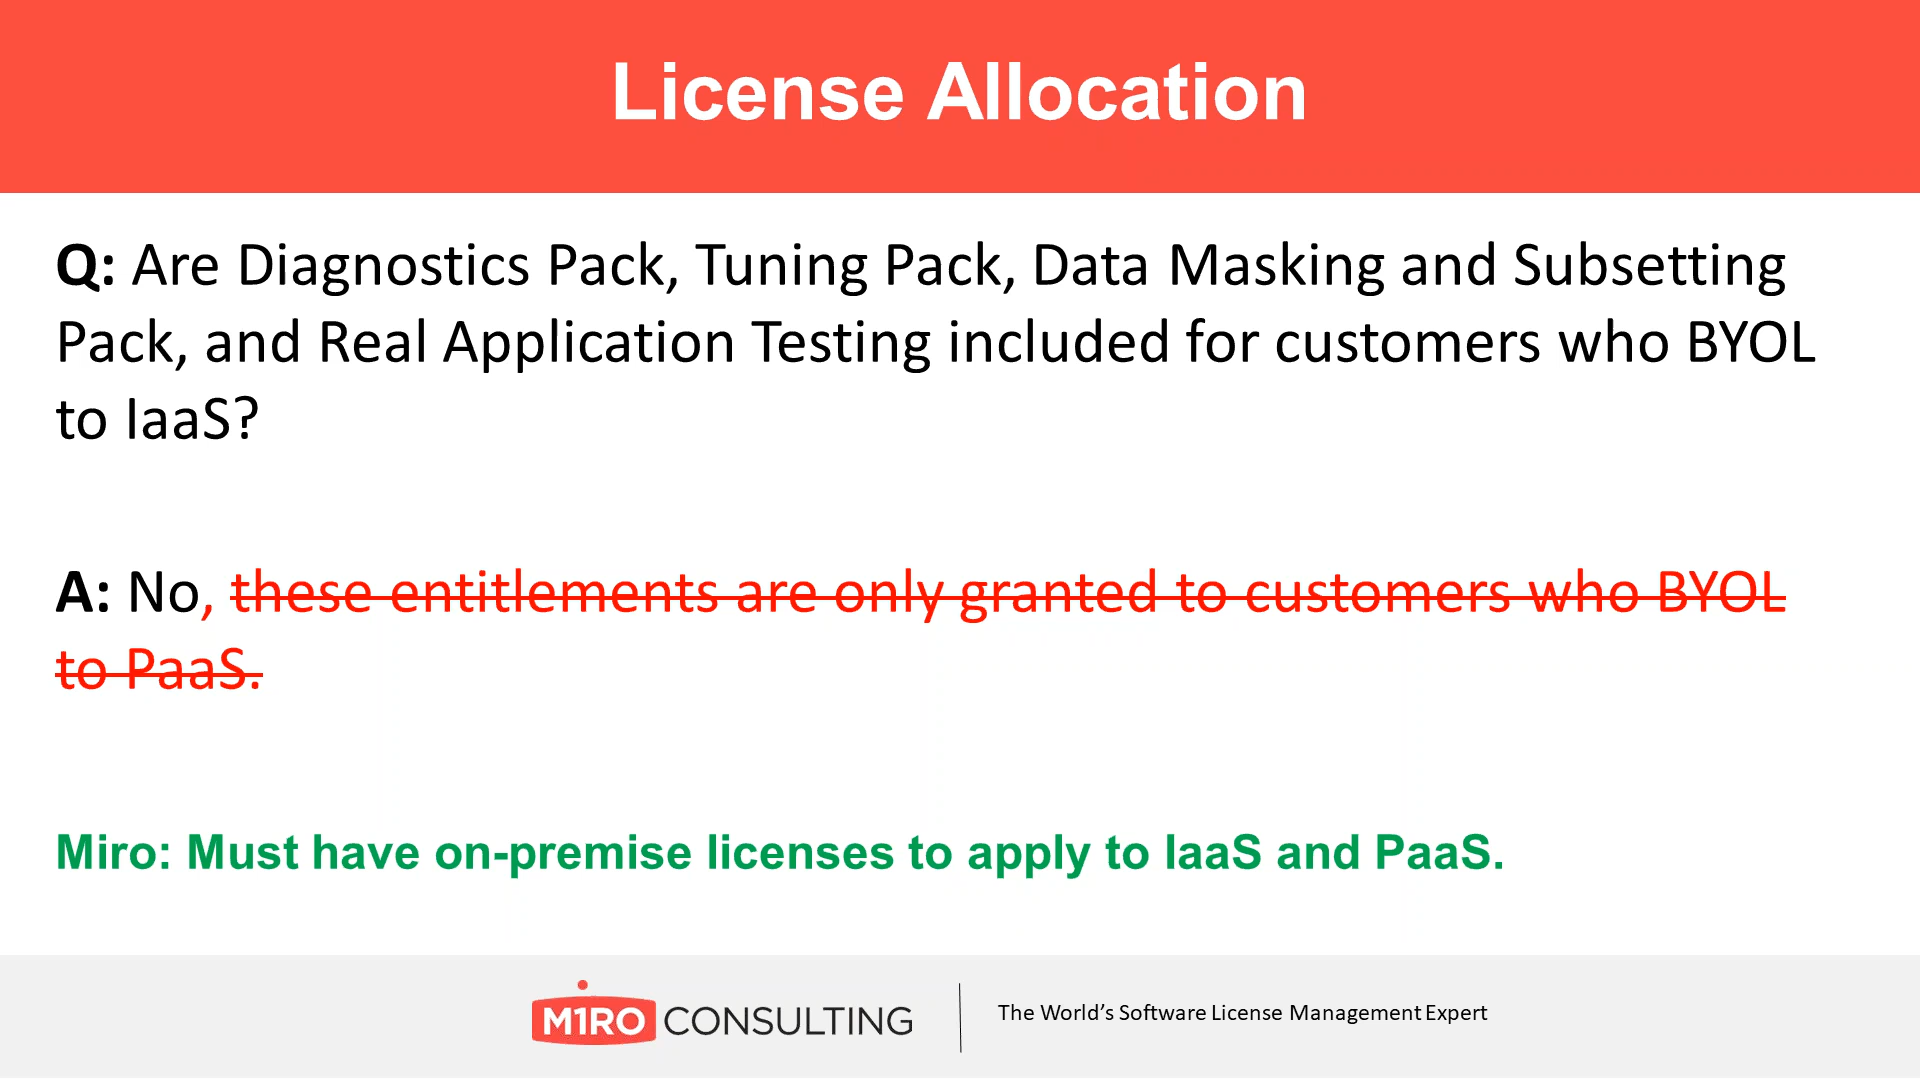 License Allocation
Q: Are Diagnostics Pack, Tuning Pack, Data Masking and Subsetting
Pack, and Real Application Testing included for customers who BYOL
to IaaS?
A: No, these entitlements are only granted to customers who BYOL
to PaaS.
Miro: Must have on-premise licenses to apply to IaaS and PaaS.
M1RO CONSULTING
The World’s Software License Management Expert